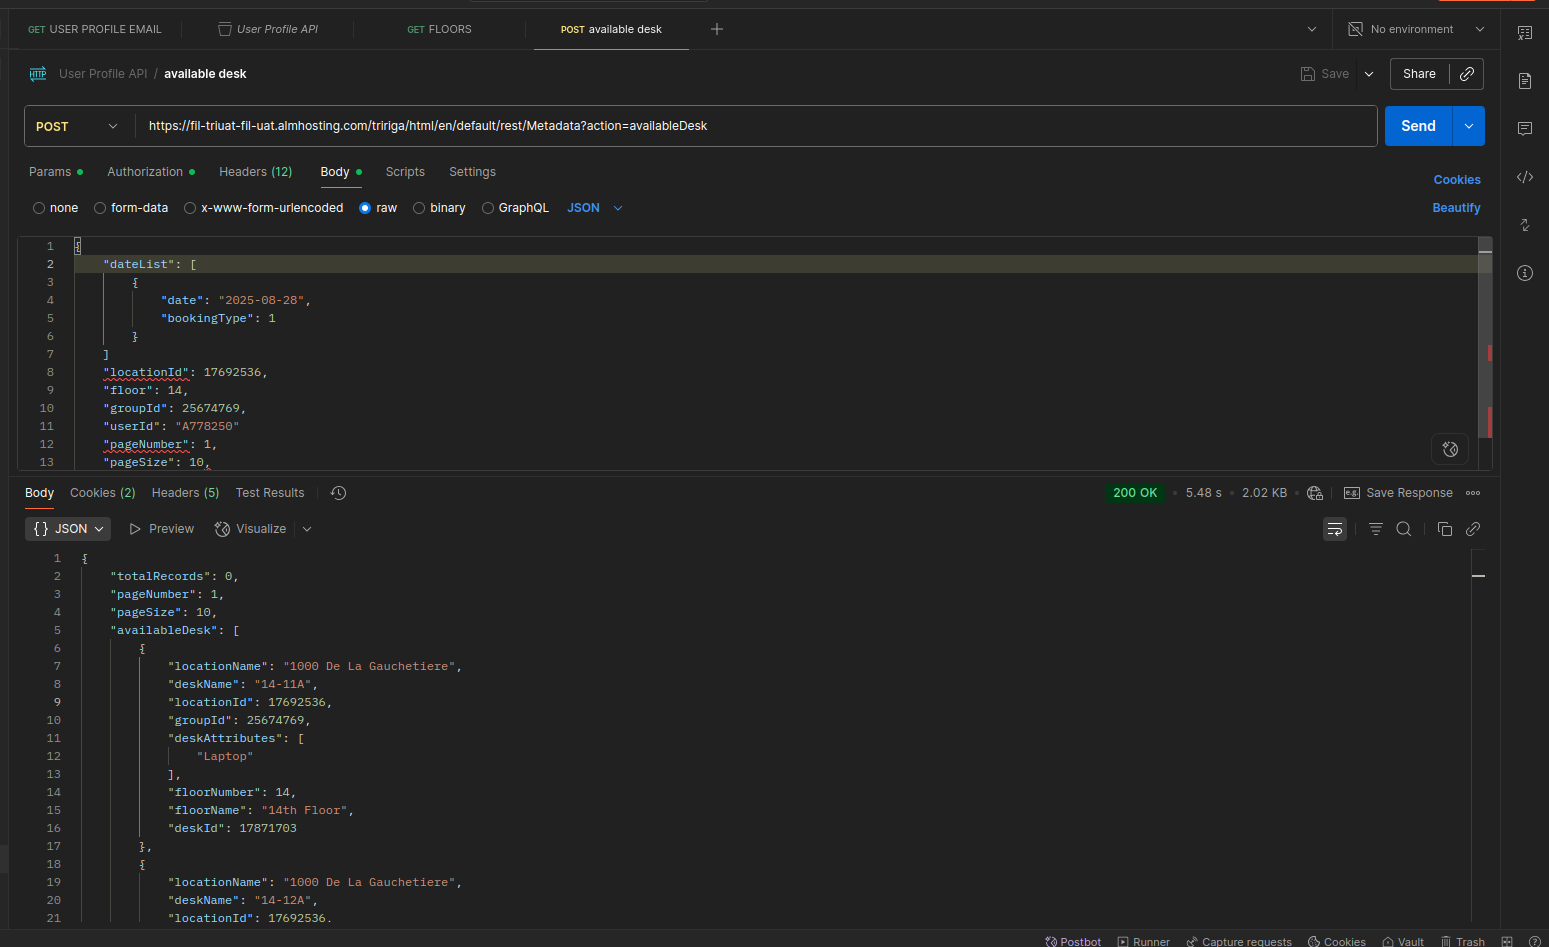 GET USER PROFILE EMAIL
User Profile API
GET FLOORS
POST available desk
No environment
HTTP User Profile API / available desk
Save
Share
POST
https://fil-triuat-fil-uat.almhosting.com/tririga/html/en/default/rest/Metadata?action=availableDesk
Send
Params
Authorization
Headers (12)
Body
Scripts
Settings
Cookies
none
form-data
x-www-form-urlencoded
raw
binary
GraphQL
JSON
Beautify
1 {
2 "dateList": [
3 {
4 "date": "2025-08-28",
5 "bookingType": 1
6 }
7 ]
8 "locationId": 17692536,
9 "floor": 14,
10 "groupId": 25674769,
11 "userId": "A778250"
12 "pageNumber": 1,
13 "pageSize": 10,
Body
Cookies (2)
Headers (5)
Test Results
200 OK
5.48 s
2.02 KB
e.g. Save Response
{} JSON
Preview
Visualize
1 {
2 "totalRecords": 0,
3 "pageNumber": 1,
4 "pageSize": 10,
5 "availableDesk": [
6 {
7 "locationName": "1000 De La Gauchetiere",
8 "deskName": "14-11A",
9 "locationId": 17692536,
10 "groupId": 25674769,
11 "deskAttributes": [
12 "Laptop"
13 ],
14 "floorNumber": 14,
15 "floorName": "14th Floor",
16 "deskId": 17871703
17 },
18 {
19 "locationName": "1000 De La Gauchetiere",
20 "deskName": "14-12A",
21 "locationId": 17692536.
Postbot
Runner
Capture requests
Cookies
Vault
Trash